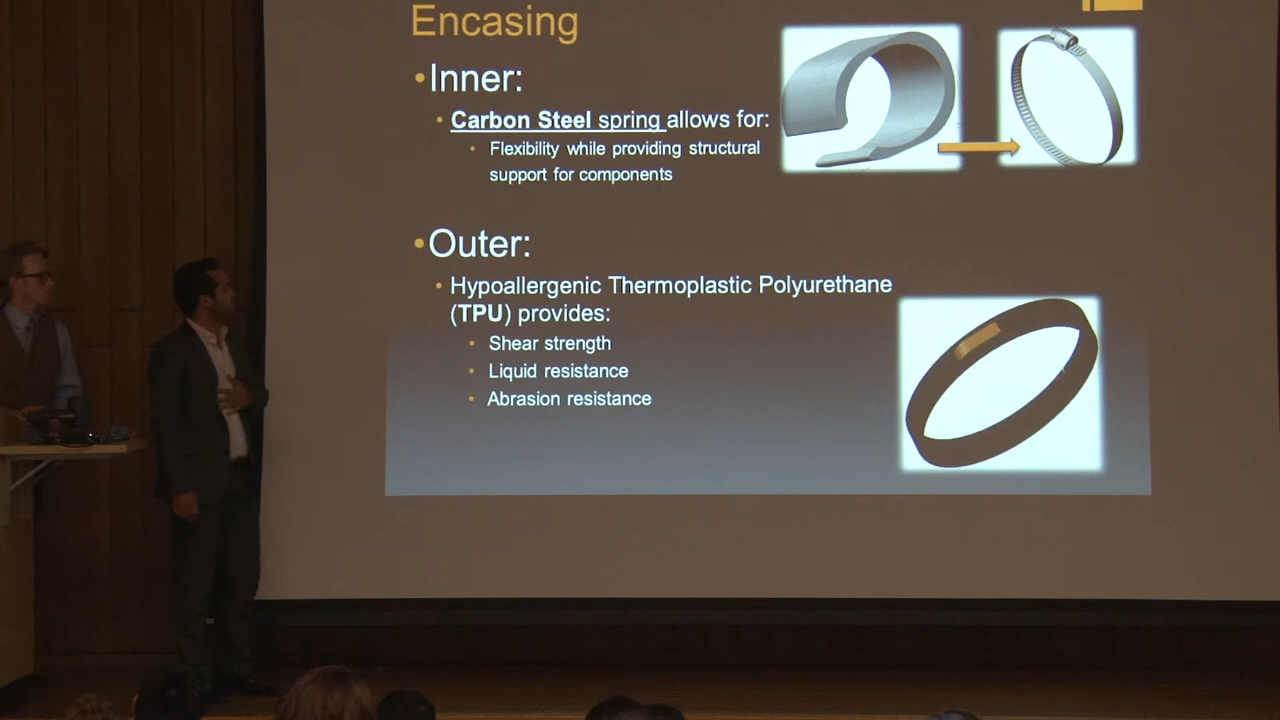 Encasing
•Inner:
• Carbon Steel spring allows for:
• Flexibility while providing structural
support for components
•Outer:
• Hypoallergenic Thermoplastic Polyurethane
(TPU) provides:
• Shear strength
• Liquid resistance
• Abrasion resistance